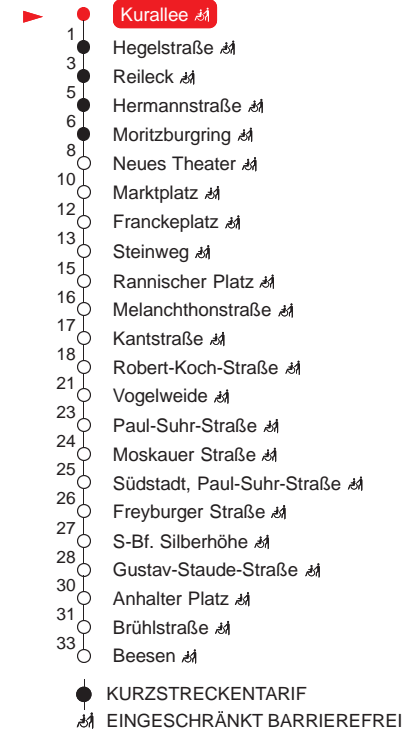 Kurallee
1
Hegelstraße
3
Reileck
5
Hermannstraße
6
Moritzburgring
8
Neues Theater
10
Marktplatz
12
Franckeplatz
13
Steinweg
15
Rannischer Platz
16
Melanchthonstraße
17
Kantstraße
18
Robert-Koch-Straße
21
Vogelweide
23
Paul-Suhr-Straße
24
Moskauer Straße
25
Südstadt, Paul-Suhr-Straße
26
Freyburger Straße
27
S-Bf. Silberhöhe
28
Gustav-Staude-Straße
30
Anhalter Platz
31
Brühlstraße
33
Beesen
KURZSTRECKENTARIF
EINGESCHRÄNKT BARRIEREFREI